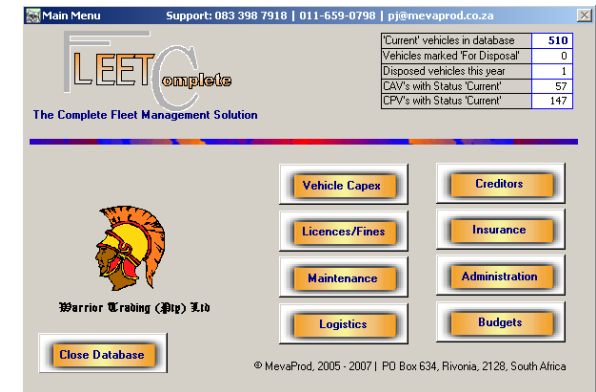 Main Menu Support: 083 398 7918 | 011-659-0798 | pj@mevaprod.co.za
FLEET Complete
The Complete Fleet Management Solution
'Current' vehicles in database 510
Vehicles marked 'For Disposal' 0
Disposed vehicles this year 1
CAV's with Status 'Current' 57
CPV's with Status 'Current' 147
Vehicle Capex
Creditors
Licences/Fines
Insurance
Maintenance
Administration
Logistics
Budgets
Warrior Trading (Pty) Ltd
Close Database
© MevaProd, 2005 - 2007 | PO Box 634, Rivonia, 2128, South Africa